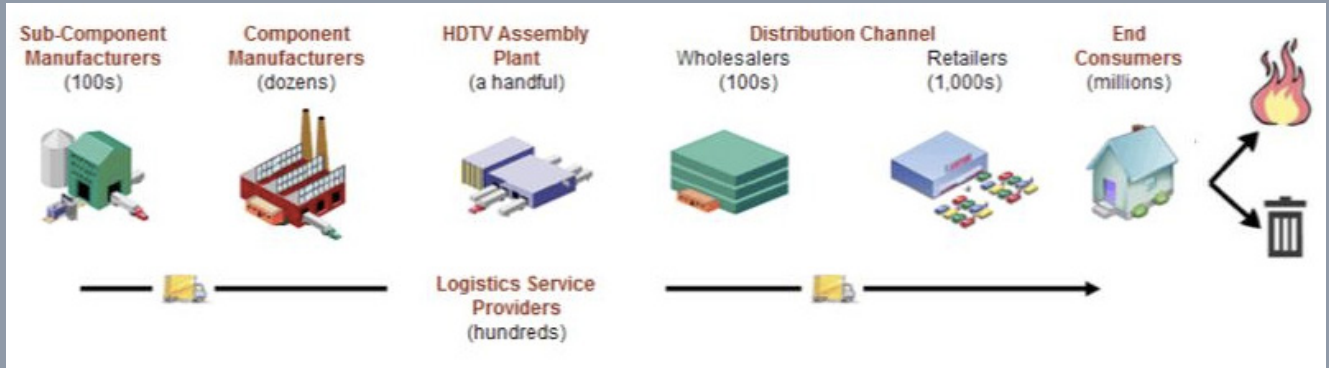 Sub-Component
Manufacturers
(100s)
Component
Manufacturers
(dozens)
HDTV Assembly
Plant
(a handful)
Distribution Channel
Wholesalers
(100s)
Retailers
(1,000s)
End
Consumers
(millions)
Logistics Service
Providers
(hundreds)